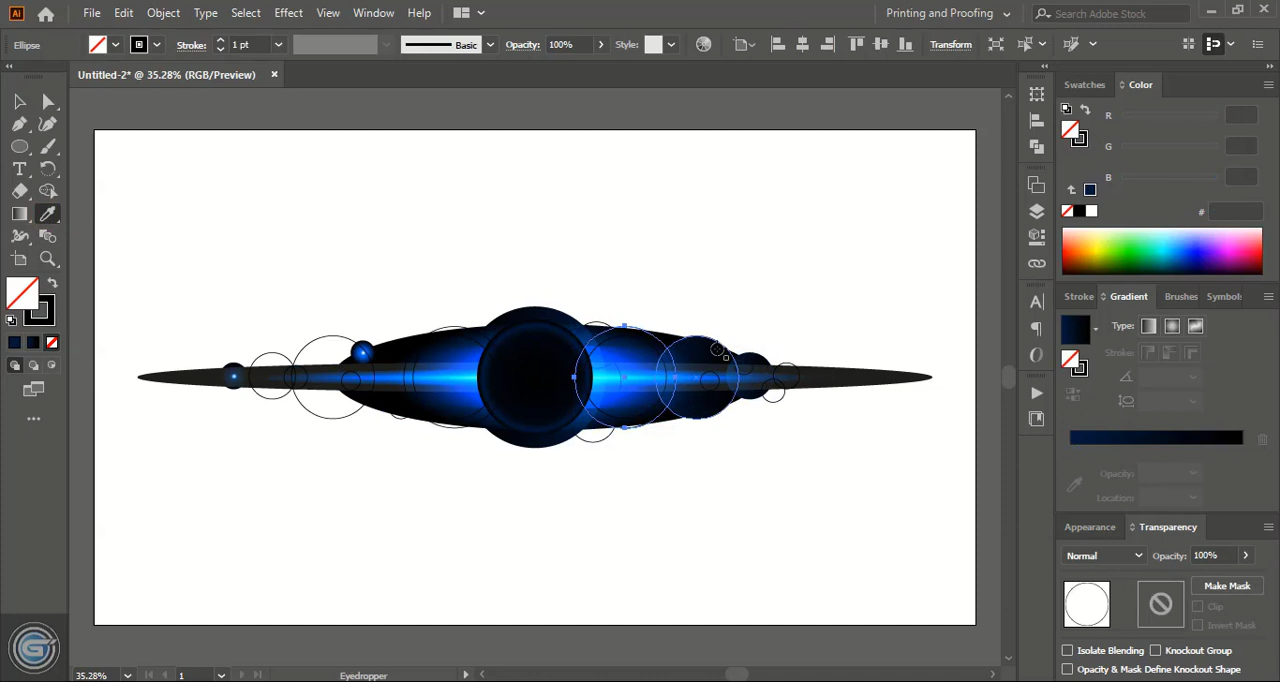 Ai File Edit Object Type Select Effect View Window Help Printing and Proofing Search Adobe Stock
Ellipse Stroke: 1 pt Basic Opacity: 100% Style: Transform
Untitled-2* @ 35.28% (RGB/Preview) ×
Swatches Color
R
G
B
#
Stroke Gradient Brushes Symbols
Type:
Stroke:
Opacity:
Location:
Appearance Transparency
Normal Opacity: 100%
Make Mask
Clip
Invert Mask
Isolate Blending Knockout Group
Opacity & Mask Define Knockout Shape
35.28% 1 Eyedropper